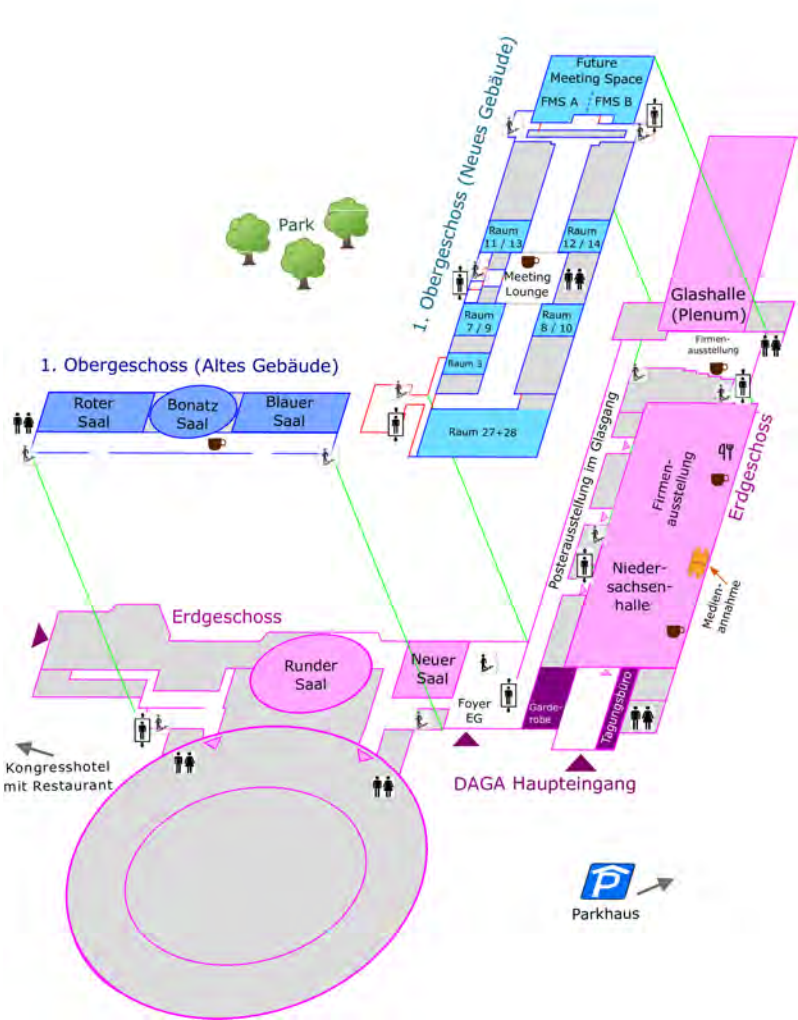 Future
Meeting Space
FMS A
FMS B
1. Obergeschoss (Neues Gebäude)
Park
Raum
11 / 13
Raum
12 / 14
Meeting
Lounge
Raum
7 / 9
Raum
8 / 10
Raum 3
Raum 27+28
Glashalle
(Plenum)
Firmen-
ausstellung
1. Obergeschoss (Altes Gebäude)
Roter
Saal
Bonatz
Saal
Blauer
Saal
Posterausstellung im Glasgang
Firmen-
ausstellung
Erdgeschoss
Nieder-
sachsen-
halle
Medien-
annahme
Erdgeschoss
Runder
Saal
Neuer
Saal
Foyer
EG
Garde-
robe
Tagungsbüro
Kongresshotel
mit Restaurant
DAGA Haupteingang
P
Parkhaus